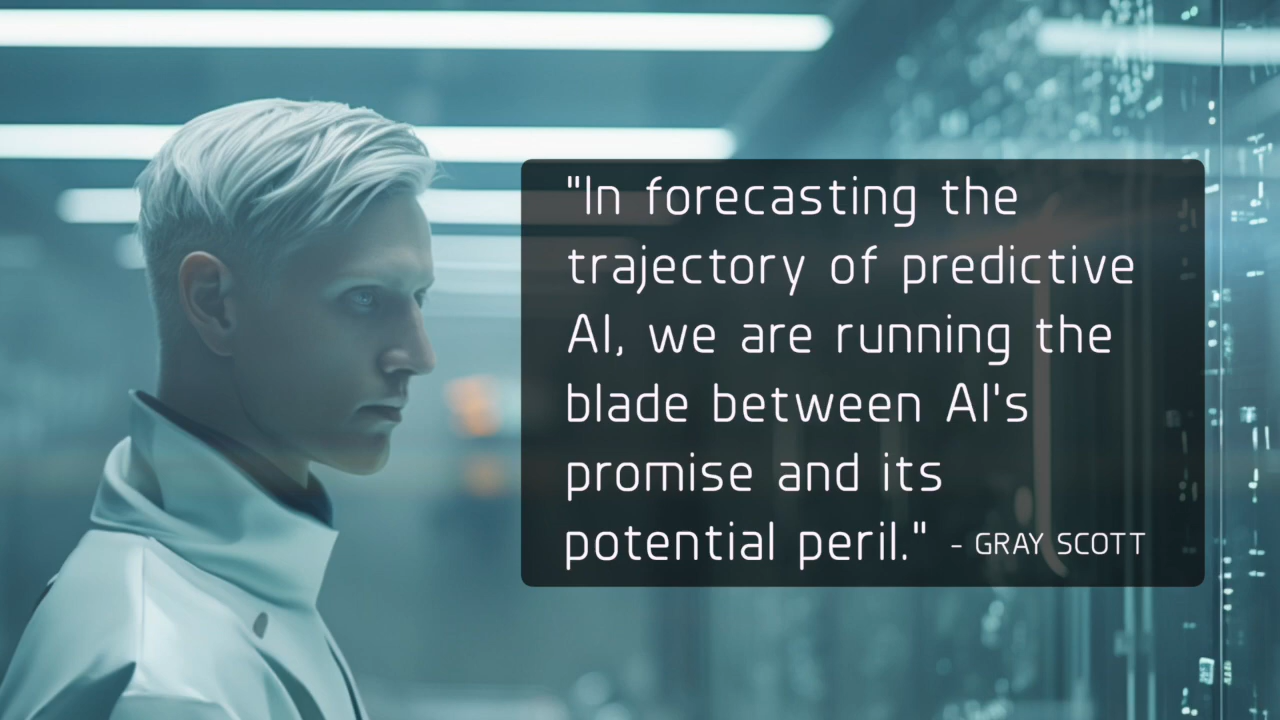 "In forecasting the
trajectory of predictive
AI, we are running the
blade between AI's
promise and its
potential peril." - GRAY SCOTT